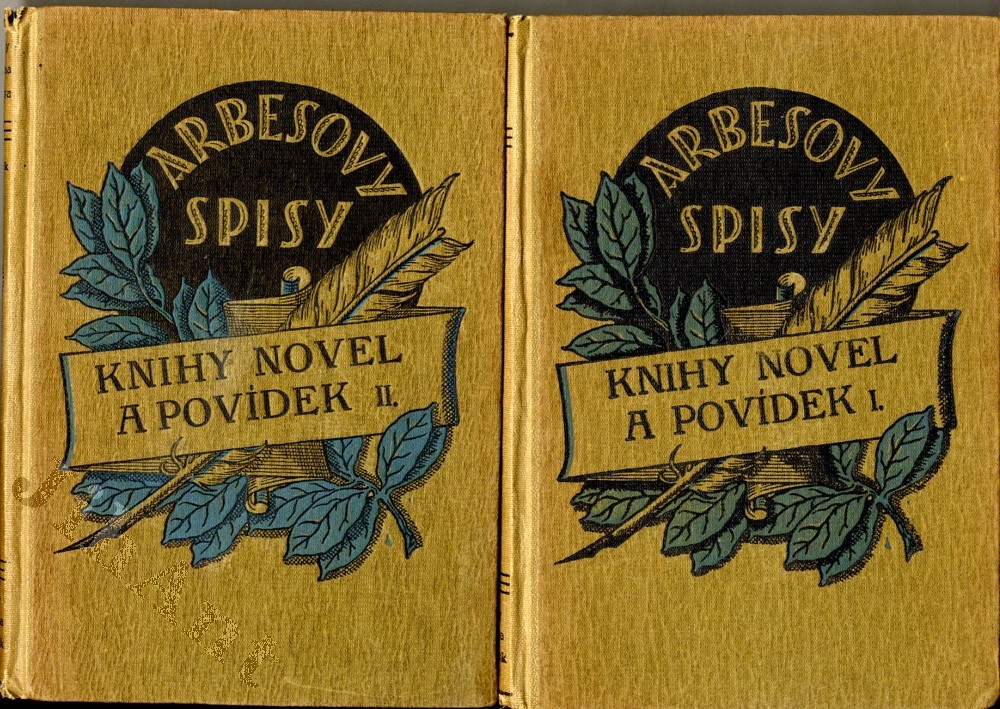 ARBESOVY
SPISY
KNIHY NOVEL
A POVÍDEK II.
ARBESOVY
SPISY
KNIHY NOVEL
A POVÍDEK I.